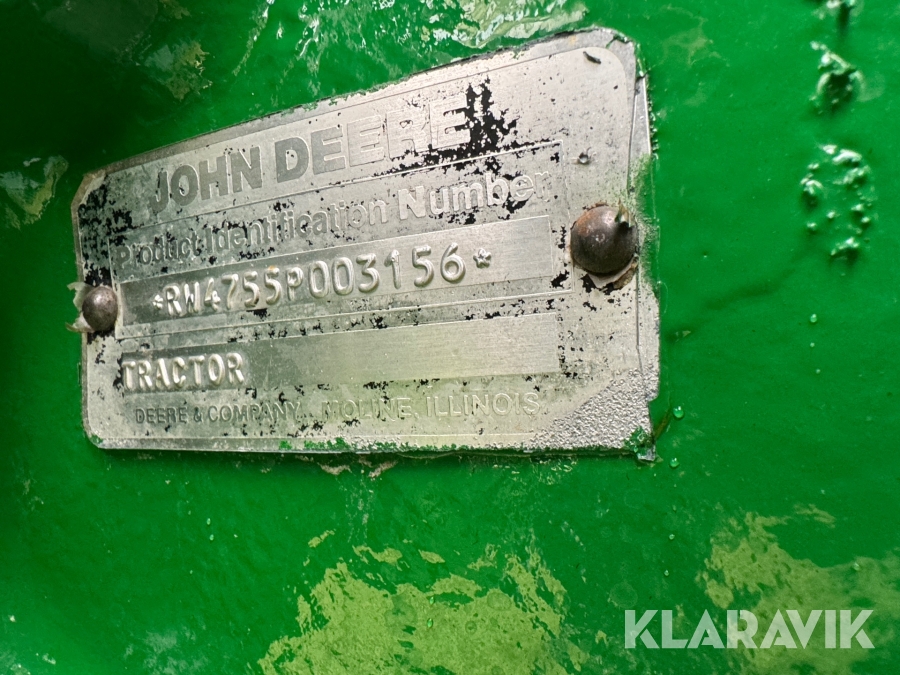 JOHN DEERE
Product Identification Number
*RW4755P003156*
TRACTOR
DEERE & COMPANY MOLINE, ILLINOIS
KLARAVIK